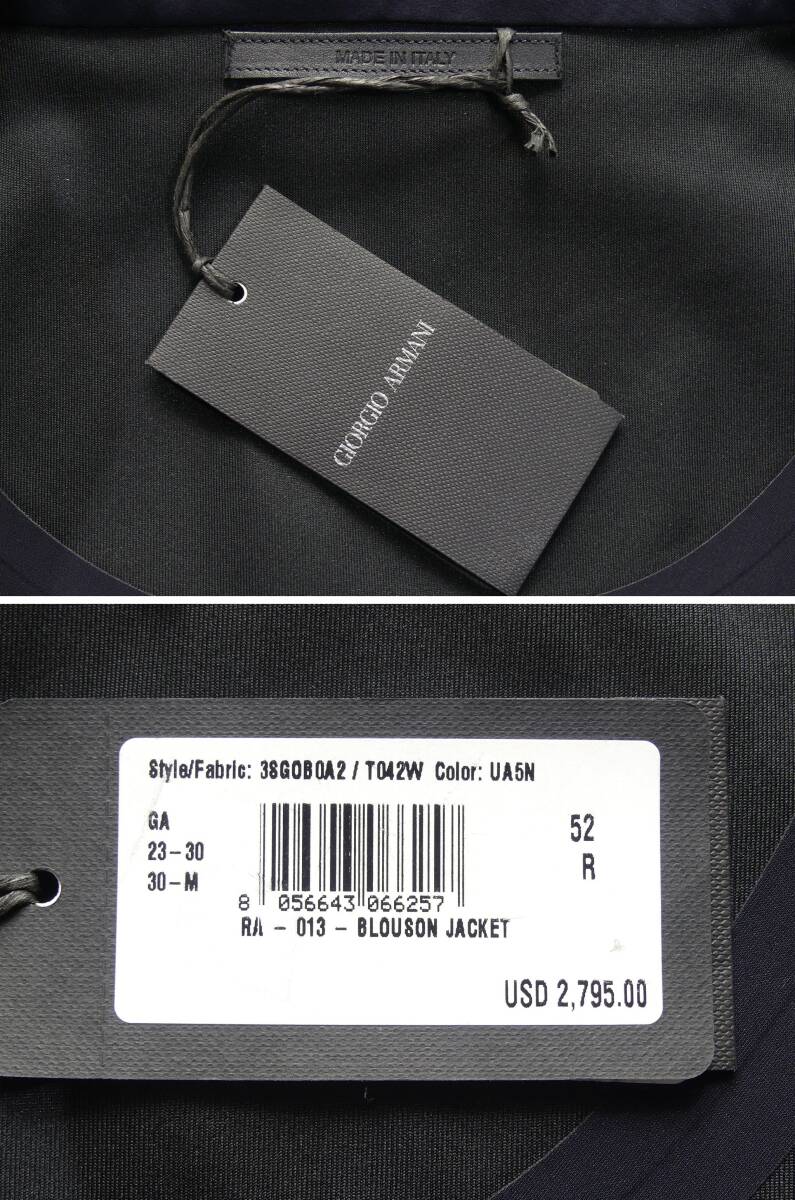 MADE IN ITALY
GIORGIO ARMANI
Style/Fabric: 3SGOB0A2 / T042W Color: UA5N
GA
23-30
30-M
52
R
8 056643 066257
RA - 013 - BLOUSON JACKET
USD 2,795.00